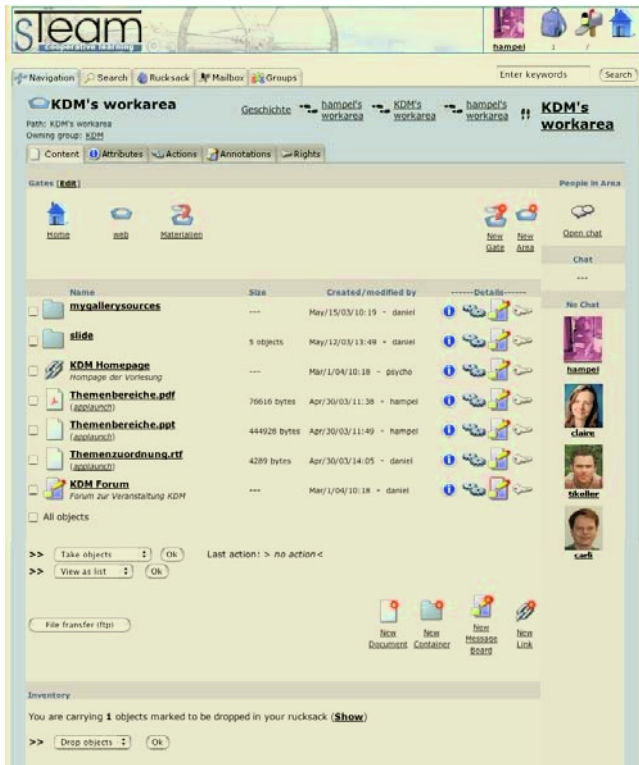 sTeam
cooperative learning
hampel 1 /
Navigation Search Rucksack Mailbox Groups
Enter keywords Search
KDM's workarea
Geschichte hampel's workarea KDM's workarea hampel's workarea !! KDM's workarea
Path: KDM's workarea
Owning group: KDM
Content Attributes Actions Annotations Rights
Gates [Edit] People in Area
Home web Materialien New Gate New Area Open chat
Chat
---
Name Size Created/modified by ------Details------ No Chat
mygallerysources --- May/15/03/10:19 - daniel
slide 5 objects May/12/03/13:49 - daniel
KDM Homepage --- Mar/1/04/10:18 - psycho
Hompage der Vorlesung
hampel
Themenbereiche.pdf 76616 bytes Apr/30/03/11:38 - hampel
(applaunch)
Themenbereiche.ppt 444928 bytes Apr/30/03/11:49 - hampel
(applaunch)
claire
Themenzuordnung.rtf 4289 bytes Apr/30/03/14:05 - daniel
(applaunch)
KDM Forum --- Mar/1/04/10:18 - daniel
Forum zur Veranstaltung KDM
tikeller
All objects
>> Take objects Ok Last action: > no action<
carli
>> View as list Ok
File transfer (ftp)
New Document New Container New Message Board New Link
Inventory
You are carrying 1 objects marked to be dropped in your rucksack (Show)
>> Drop objects Ok